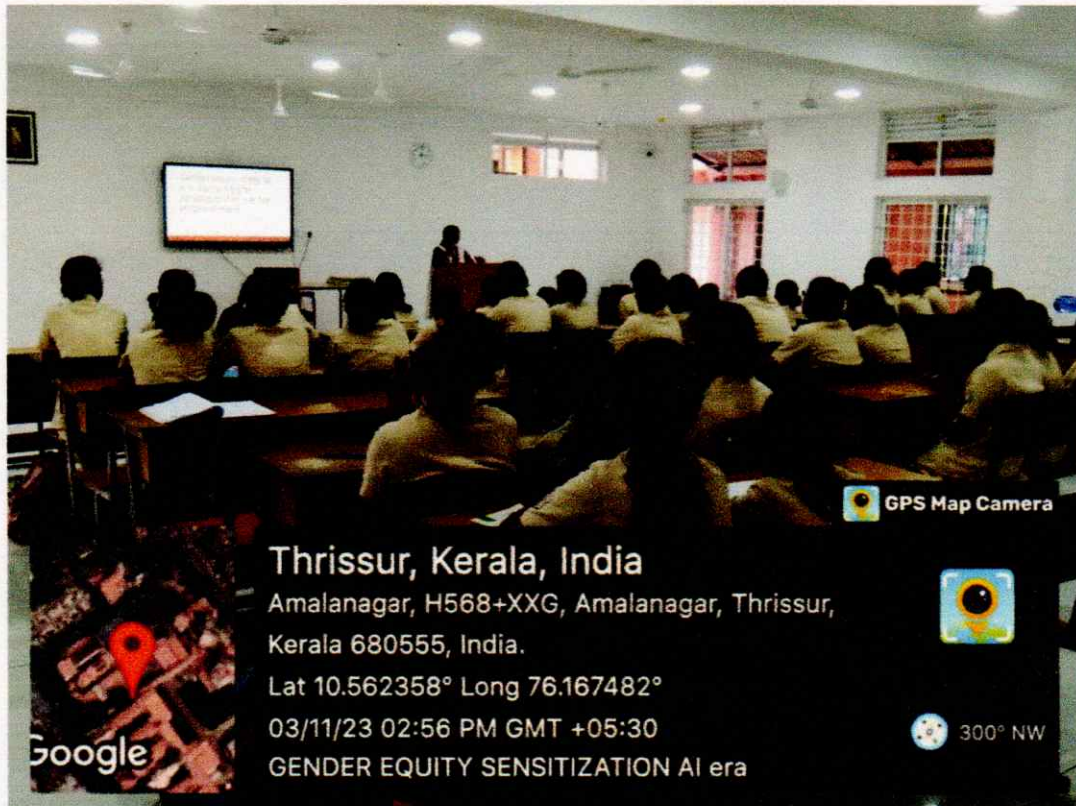 GPS Map Camera
Thrissur, Kerala, India
Amalanagar, H568+XXG, Amalanagar, Thrissur,
Kerala 680555, India.
Lat 10.562358° Long 76.167482°
03/11/23 02:56 PM GMT +05:30
GENDER EQUITY SENSITIZATION AI era
Google
300° NW